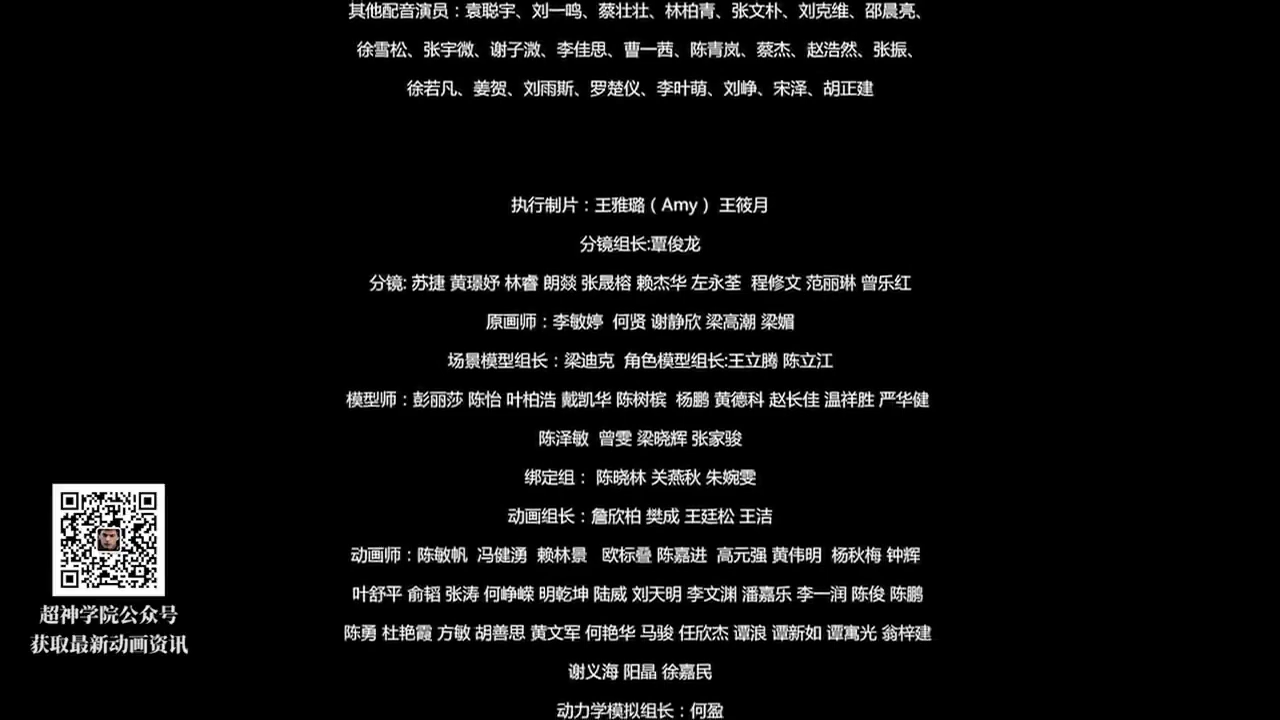 其他配音演员：袁聪宇、刘一鸣、蔡壮壮、林柏青、张文朴、刘克维、邵晨亮、
徐雪松、张宇微、谢子溦、李佳思、曹一茜、陈青岚、蔡杰、赵浩然、张振、
徐若凡、姜贺、刘雨斯、罗楚仪、李叶萌、刘峥、宋泽、胡正建
执行制片：王雅璐（Amy） 王筱月
分镜组长:覃俊龙
分镜: 苏捷 黄璟妤 林睿 朗燚 张晟榕 赖杰华 左永荃 程修文 范丽琳 曾乐红
原画师：李敏婷 何贤 谢静欣 梁高潮 梁媚
场景模型组长：梁迪克 角色模型组长:王立腾 陈立江
模型师：彭丽莎 陈怡 叶柏浩 戴凯华 陈树槟 杨鹏 黄德科 赵长佳 温祥胜 严华健
陈泽敏 曾雯 梁晓辉 张家骏
绑定组： 陈晓林 关燕秋 朱婉雯
动画组长：詹欣柏 樊成 王廷松 王洁
动画师：陈敏帆 冯健湧 赖林景 欧标叠 陈嘉进 高元强 黄伟明 杨秋梅 钟辉
叶舒平 俞韬 张涛 何峥嵘 明乾坤 陆威 刘天明 李文渊 潘嘉乐 李一润 陈俊 陈鹏
陈勇 杜艳霞 方敏 胡善思 黄文军 何艳华 马骏 任欣杰 谭浪 谭新如 谭寓光 翁梓建
谢义海 阳晶 徐嘉民
动力学模拟组长：何盈
超神学院公众号
获取最新动画资讯